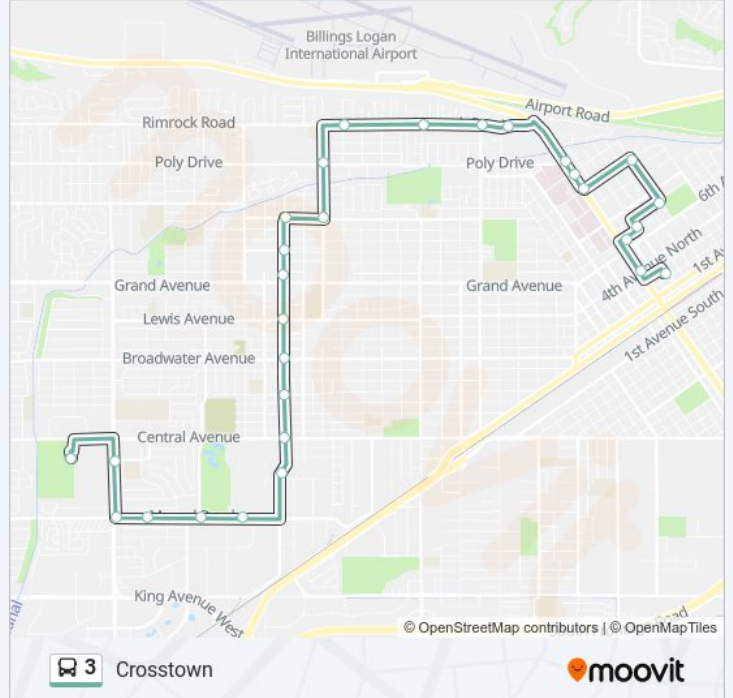 Billings Logan
International Airport
Airport Road
Rimrock Road
Poly Drive
Poly Drive
6th A
4th Avenue North
1st Av
Grand Avenue
Grand Avenue
Lewis Avenue
1st Avenue South
Broadwater Avenue
Central Avenue
King Avenue West
nal
© OpenStreetMap contributors | © OpenMapTiles
3 Crosstown
moovit